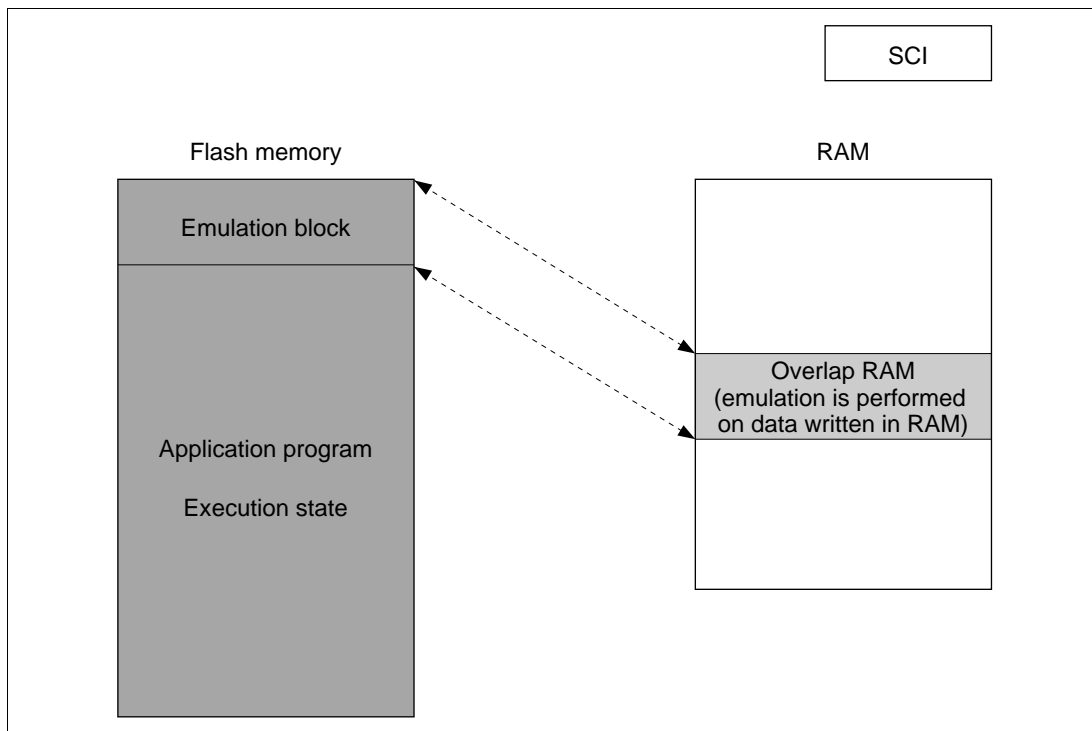 SCI
Flash memory
RAM
Emulation block
Overlap RAM
(emulation is performed
on data written in RAM)
Application program
Execution state